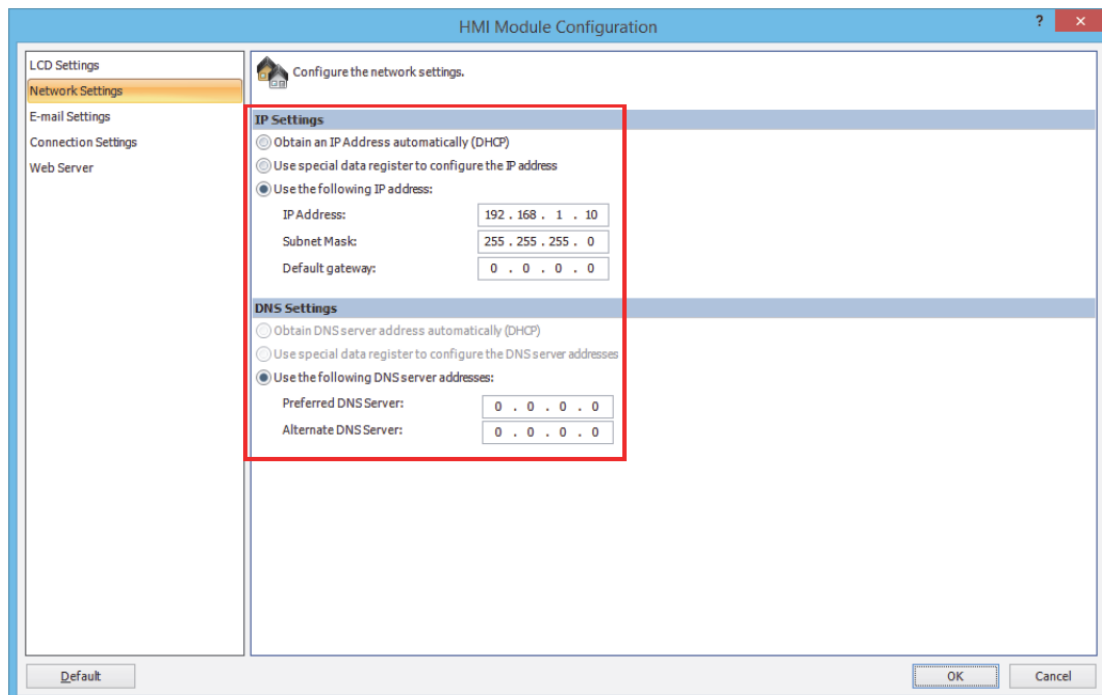 HMI Module Configuration
?
LCD Settings
Network Settings
E-mail Settings
Connection Settings
Web Server
Configure the network settings.
IP Settings
Obtain an IP Address automatically (DHCP)
Use special data register to configure the IP address
Use the following IP address:
IP Address: 192 . 168 . 1 . 10
Subnet Mask: 255 . 255 . 255 . 0
Default gateway: 0 . 0 . 0 . 0
DNS Settings
Obtain DNS server address automatically (DHCP)
Use special data register to configure the DNS server addresses
Use the following DNS server addresses:
Preferred DNS Server: 0 . 0 . 0 . 0
Alternate DNS Server: 0 . 0 . 0 . 0
Default OK Cancel